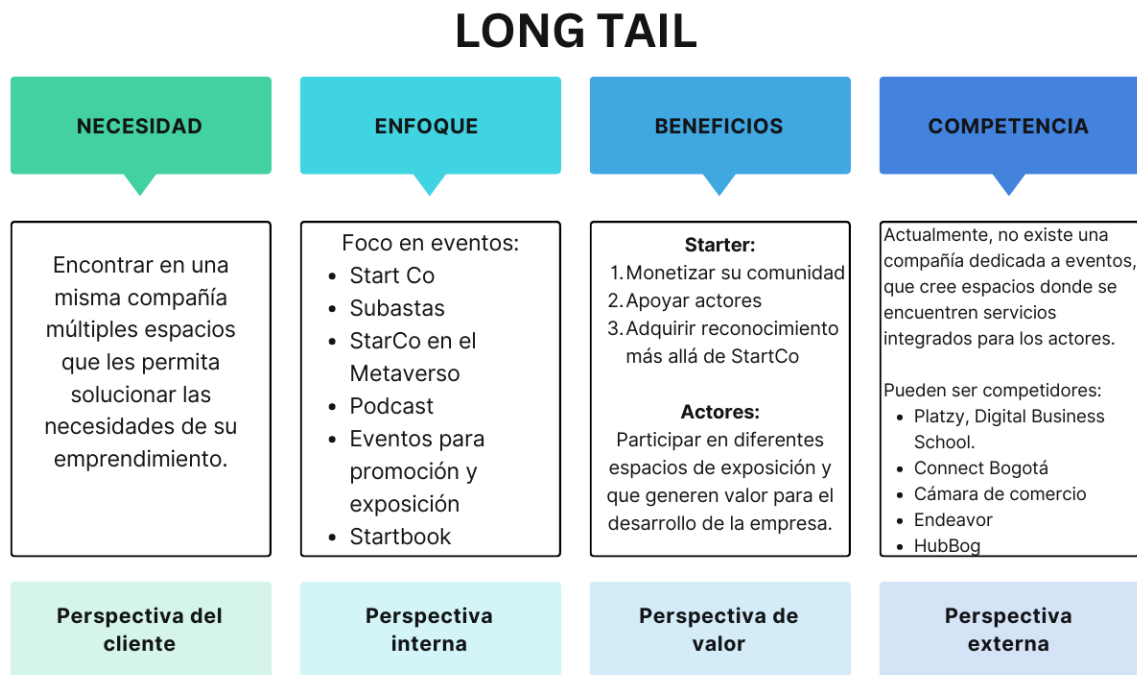 LONG TAIL
NECESIDAD
Encontrar en una
misma compañía
múltiples espacios
que les permita
solucionar las
necesidades de su
emprendimiento.
Perspectiva del
cliente
ENFOQUE
Foco en eventos:
• Start Co
• Subastas
• StarCo en el
Metaverso
• Podcast
• Eventos para
promoción y
exposición
• Startbook
Perspectiva
interna
BENEFICIOS
Starter:
1. Monetizar su comunidad
2. Apoyar actores
3. Adquirir reconocimiento
más allá de StartCo
Actores:
Participar en diferentes
espacios de exposición y
que generen valor para el
desarrollo de la empresa.
Perspectiva de
valor
COMPETENCIA
Actualmente, no existe una
compañía dedicada a eventos,
que cree espacios donde se
encuentren servicios
integrados para los actores.
Pueden ser competidores:
• Platzy, Digital Business
School.
• Connect Bogotá
• Cámara de comercio
• Endeavor
• HubBog
Perspectiva
externa